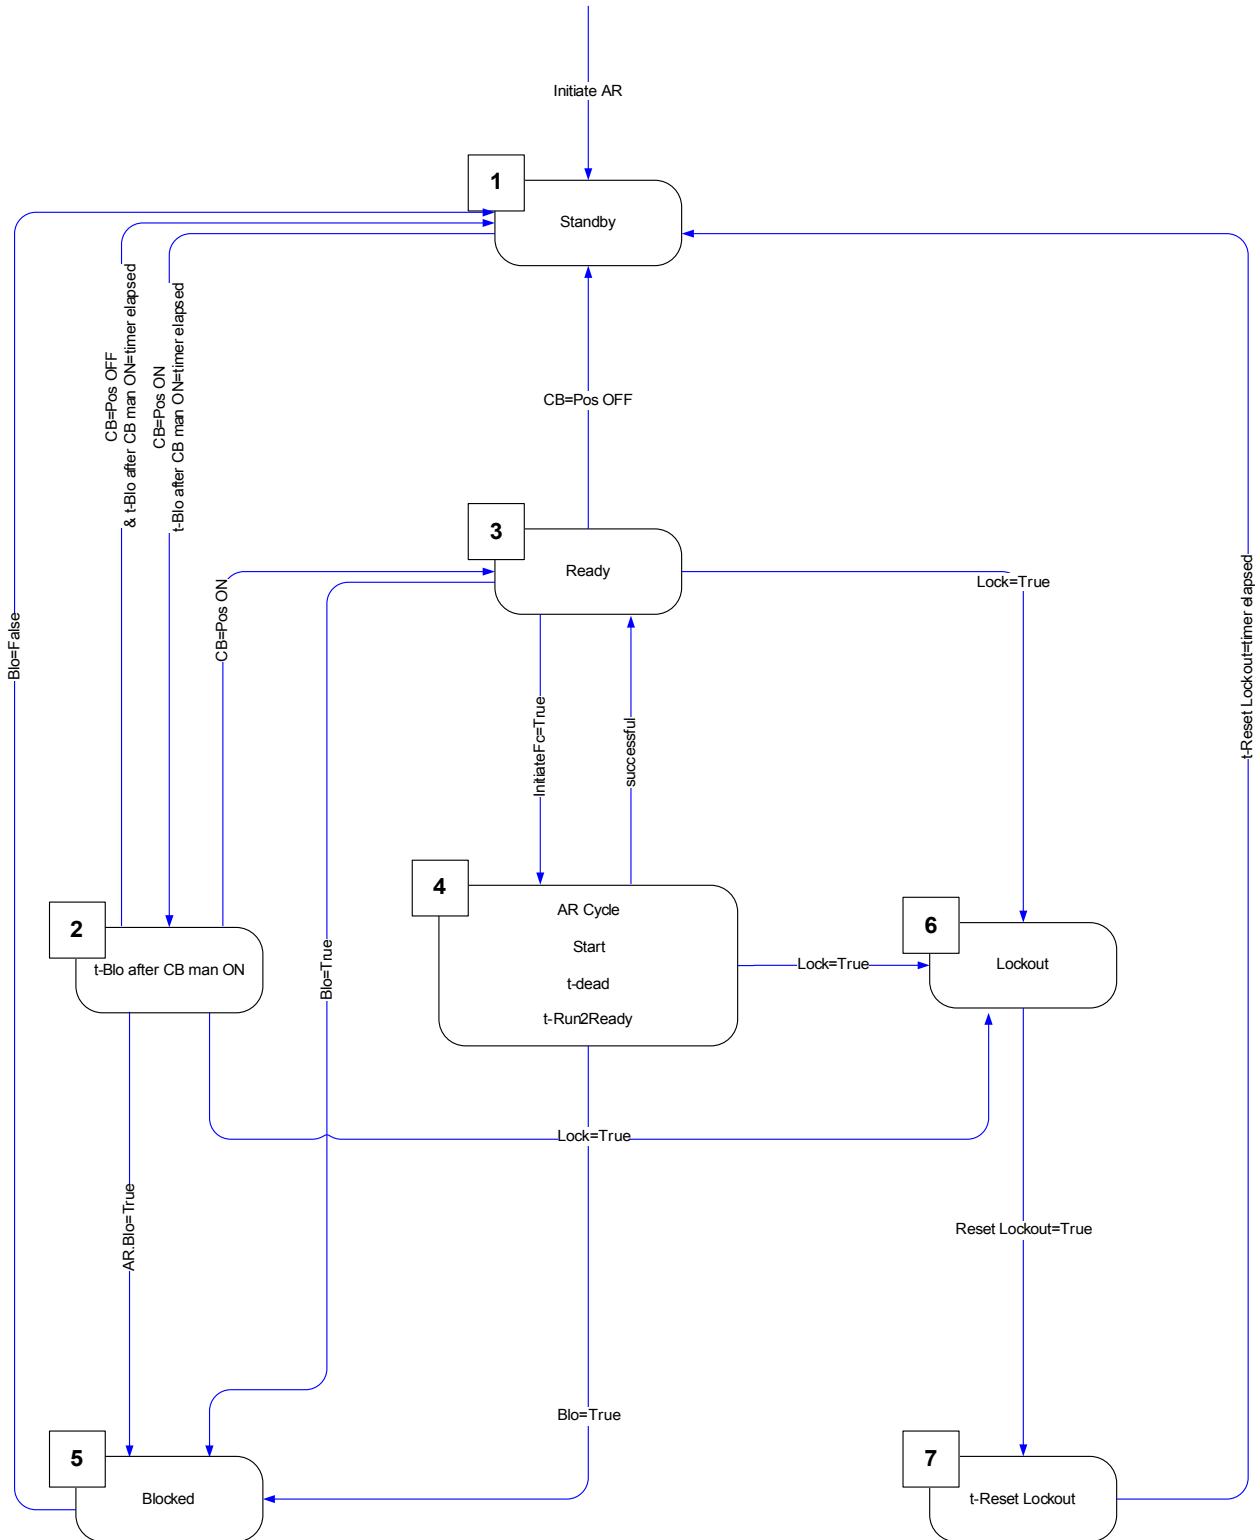 Initiate AR
1
Standby
CB=Pos OFF
& t-Blo after CB man ON=timer elapsed
CB=Pos ON
t-Blo after CB man ON=timer elapsed
CB=Pos OFF
3
Ready
Lock=True
CB=Pos ON
Blo=False
t-Reset Lockout=timer elapsed
InitiateFc=True
successful
4
AR Cycle
Start
t-dead
t-Run2Ready
2
t-Blo after CB man ON
Blo=True
Lock=True
6
Lockout
Lock=True
AR.Blo=True
Reset Lockout=True
Blo=True
5
Blocked
7
t-Reset Lockout